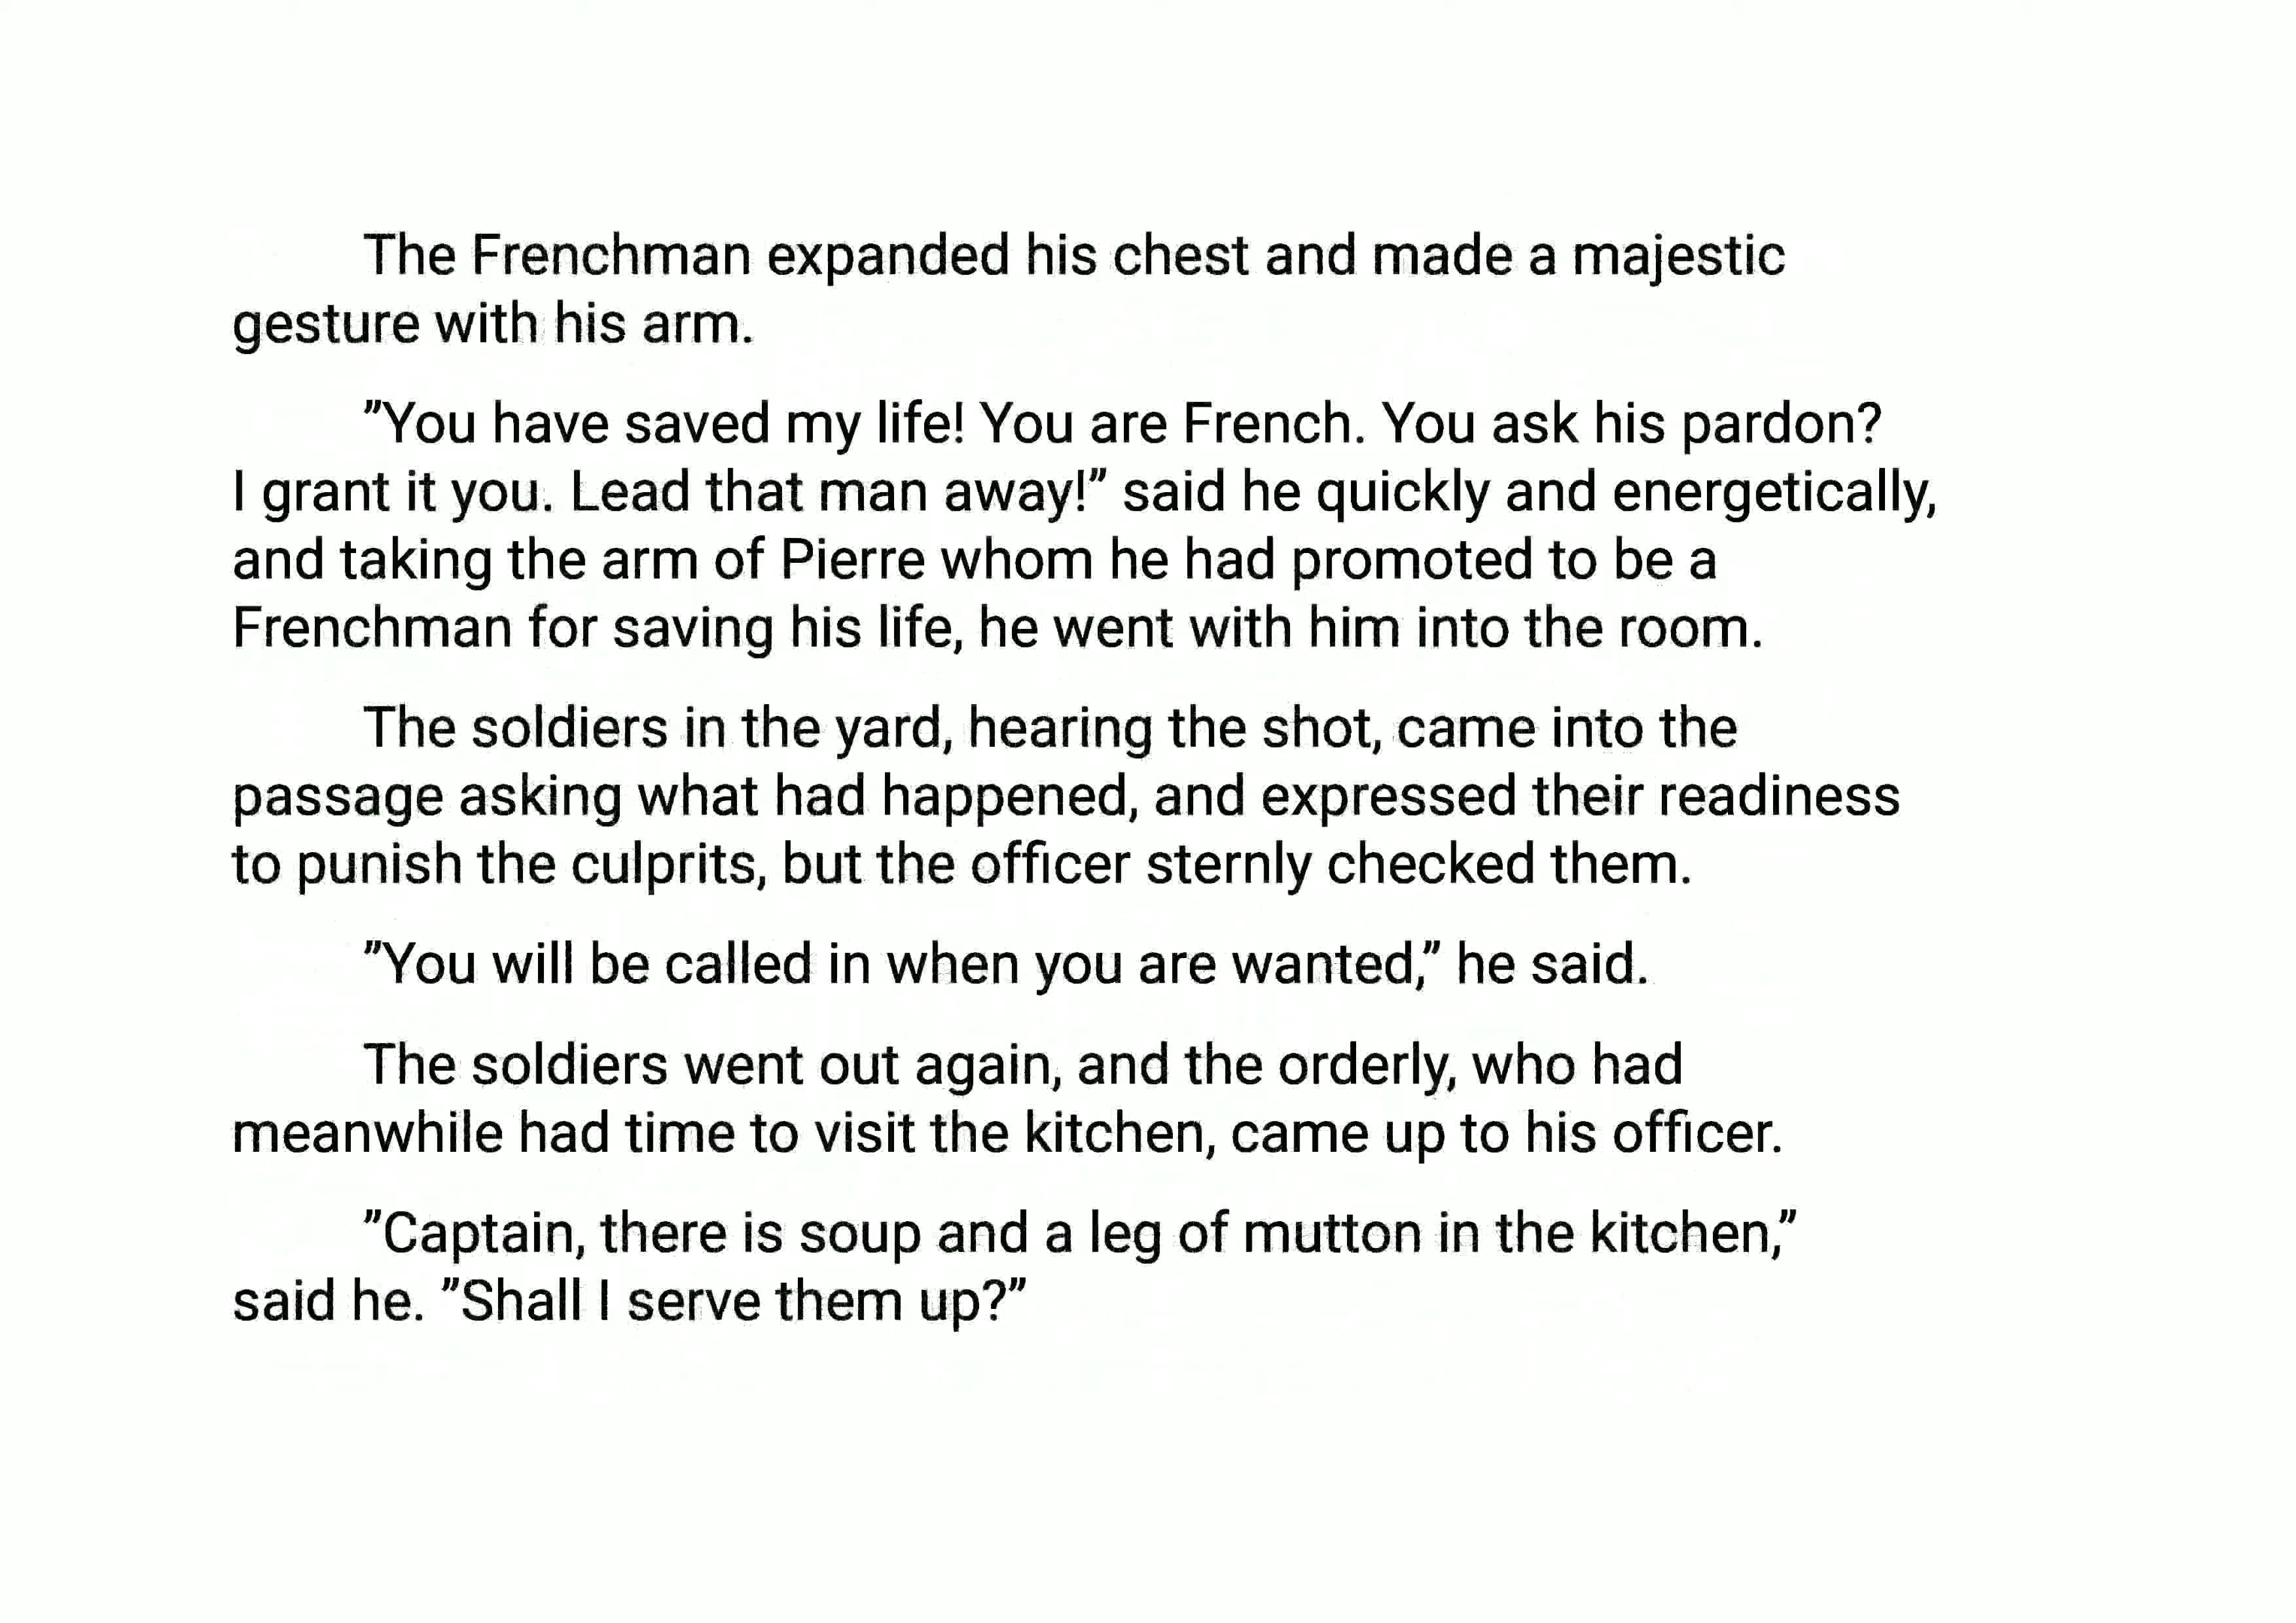 The Frenchman expanded his chest and made a majestic
gesture with his arm.
”You have saved my life! You are French. You ask his pardon?
I grant it you. Lead that man away!” said he quickly and energetically,
and taking the arm of Pierre whom he had promoted to be a
Frenchman for saving his life, he went with him into the room.
The soldiers in the yard, hearing the shot, came into the
passage asking what had happened, and expressed their readiness
to punish the culprits, but the officer sternly checked them.
”You will be called in when you are wanted,” he said.
The soldiers went out again, and the orderly, who had
meanwhile had time to visit the kitchen, came up to his officer.
”Captain, there is soup and a leg of mutton in the kitchen,”
said he. ”Shall I serve them up?”